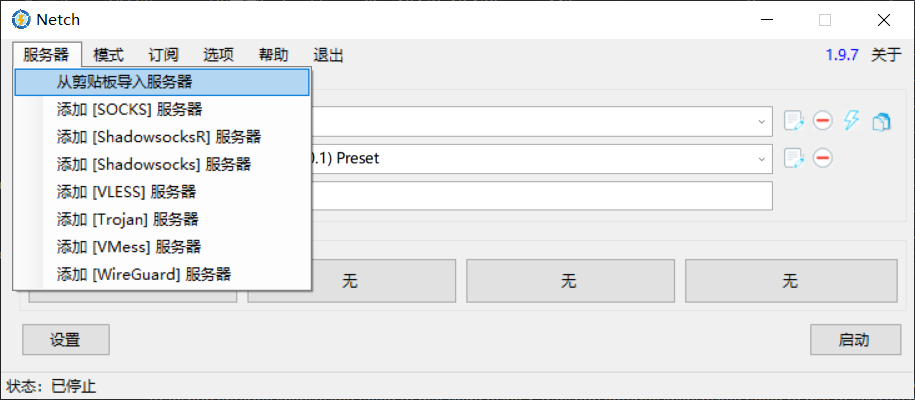 Netch
服务器 模式 订阅 选项 帮助 退出 1.9.7 关于
从剪贴板导入服务器
添加 [SOCKS] 服务器
添加 [ShadowsocksR] 服务器
添加 [Shadowsocks] 服务器
.1) Preset
添加 [VLESS] 服务器
添加 [Trojan] 服务器
添加 [VMess] 服务器
添加 [WireGuard] 服务器
无 无 无
设置 启动
状态: 已停止